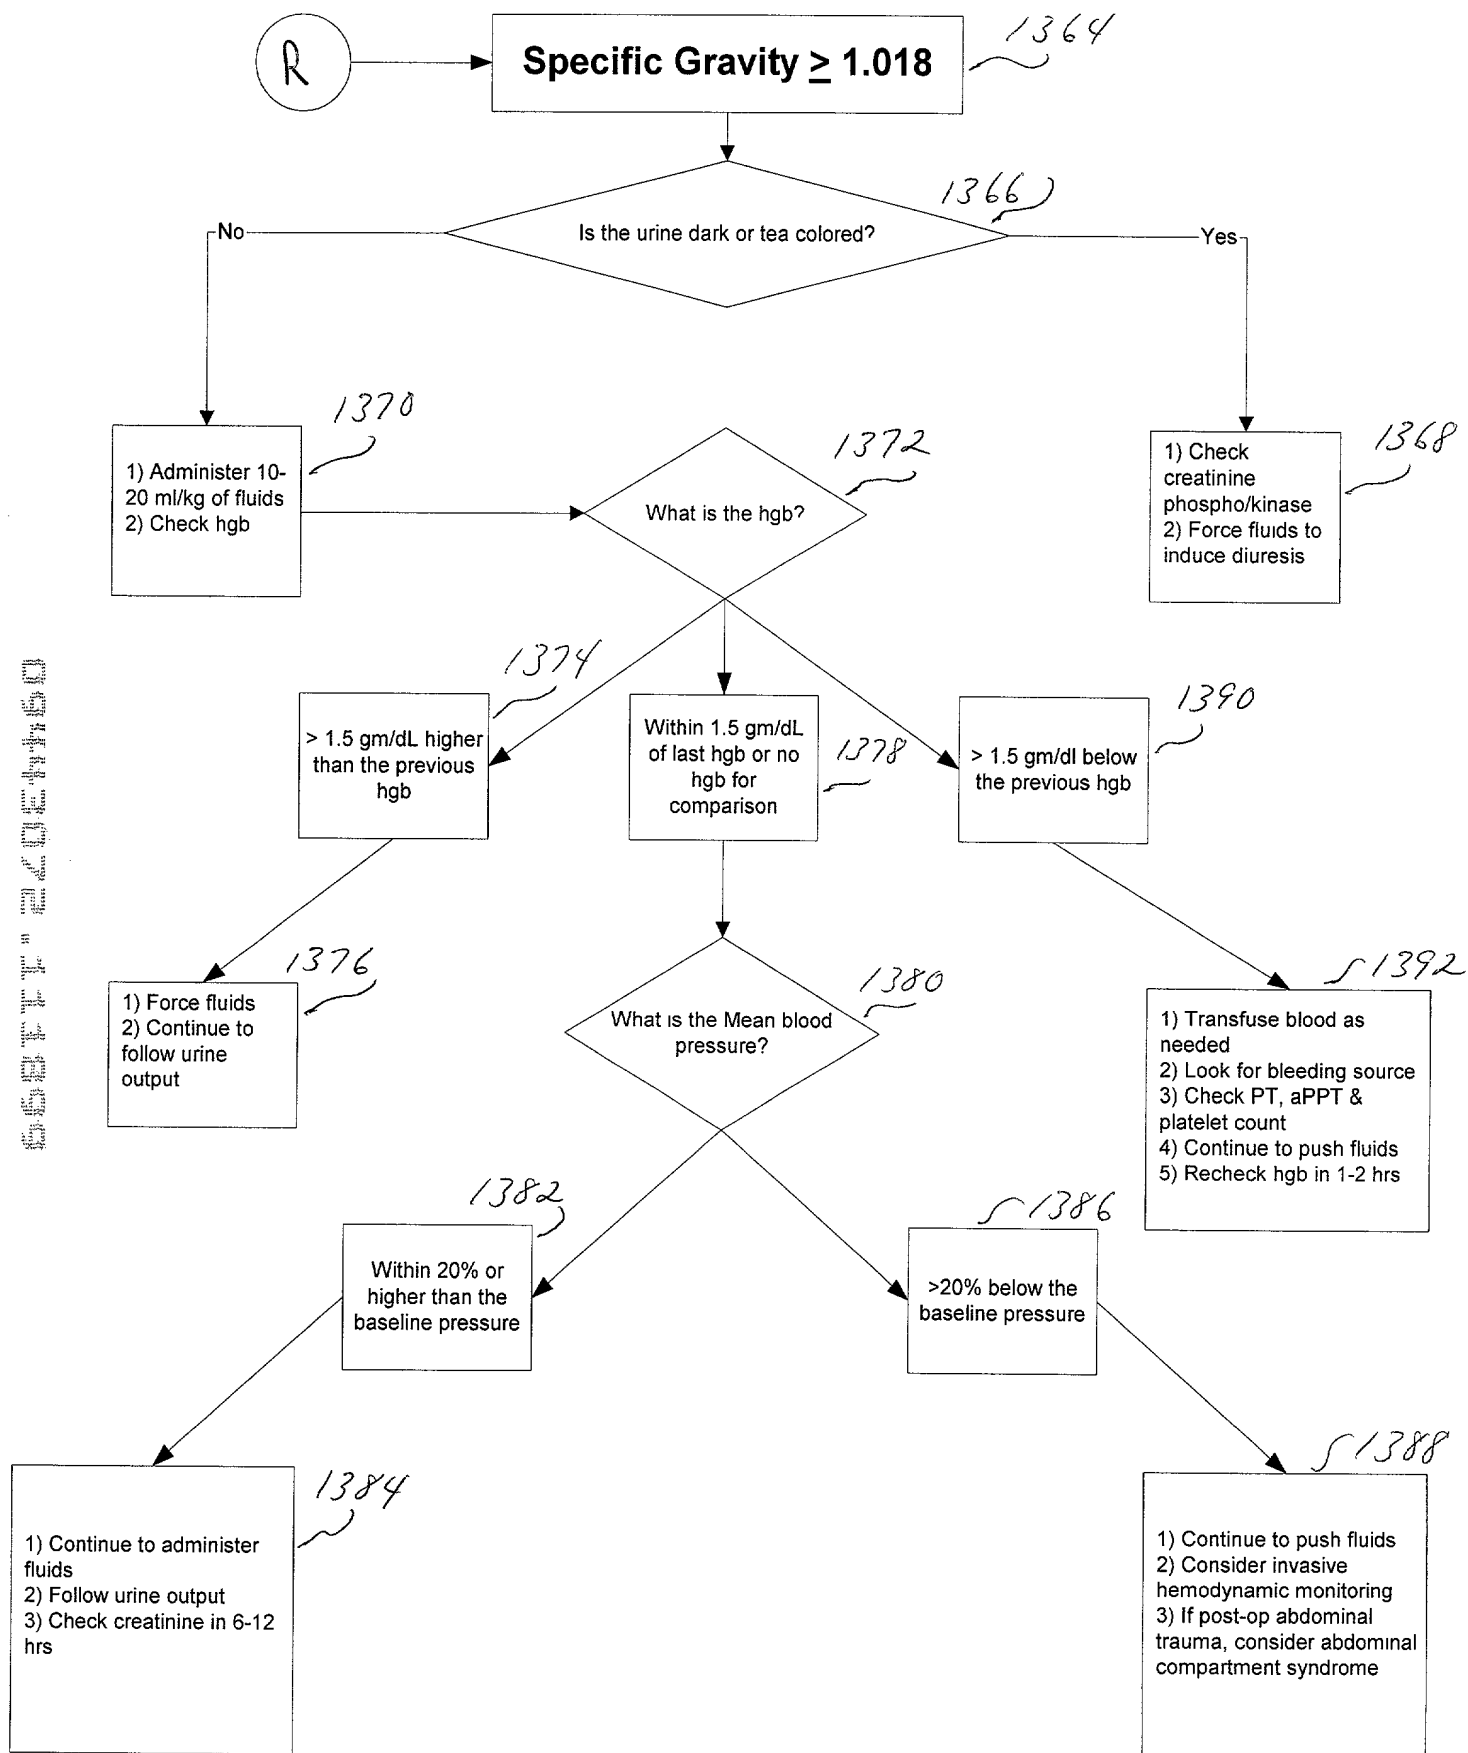 R
Specific Gravity ≥ 1.018
1364
1366
Is the urine dark or tea colored?
No
Yes
1370
1) Administer 10-
20 ml/kg of fluids
2) Check hgb
1372
What is the hgb?
1368
1) Check
creatinine
phospho/kinase
2) Force fluids to
induce diuresis
1374
> 1.5 gm/dL higher
than the previous
hgb
Within 1.5 gm/dL
of last hgb or no
hgb for
comparison
1378
1390
> 1.5 gm/dl below
the previous hgb
1376
1) Force fluids
2) Continue to
follow urine
output
1380
What is the Mean blood
pressure?
1392
1) Transfuse blood as
needed
2) Look for bleeding source
3) Check PT, aPPT &
platelet count
4) Continue to push fluids
5) Recheck hgb in 1-2 hrs
1382
Within 20% or
higher than the
baseline pressure
1386
>20% below the
baseline pressure
1384
1) Continue to administer
fluids
2) Follow urine output
3) Check creatinine in 6-12
hrs
1388
1) Continue to push fluids
2) Consider invasive
hemodynamic monitoring
3) If post-op abdominal
trauma, consider abdominal
compartment syndrome
09443072.111899